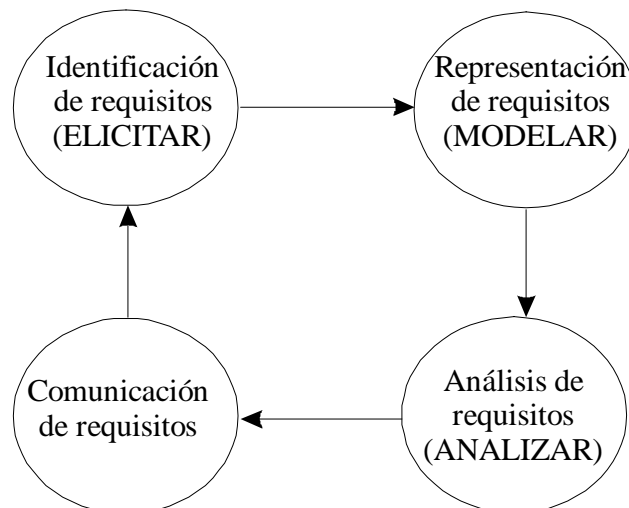 Identificación
de requisitos
(ELICITAR)
Representación
de requisitos
(MODELAR)
Comunicación
de requisitos
Análisis de
requisitos
(ANALIZAR)